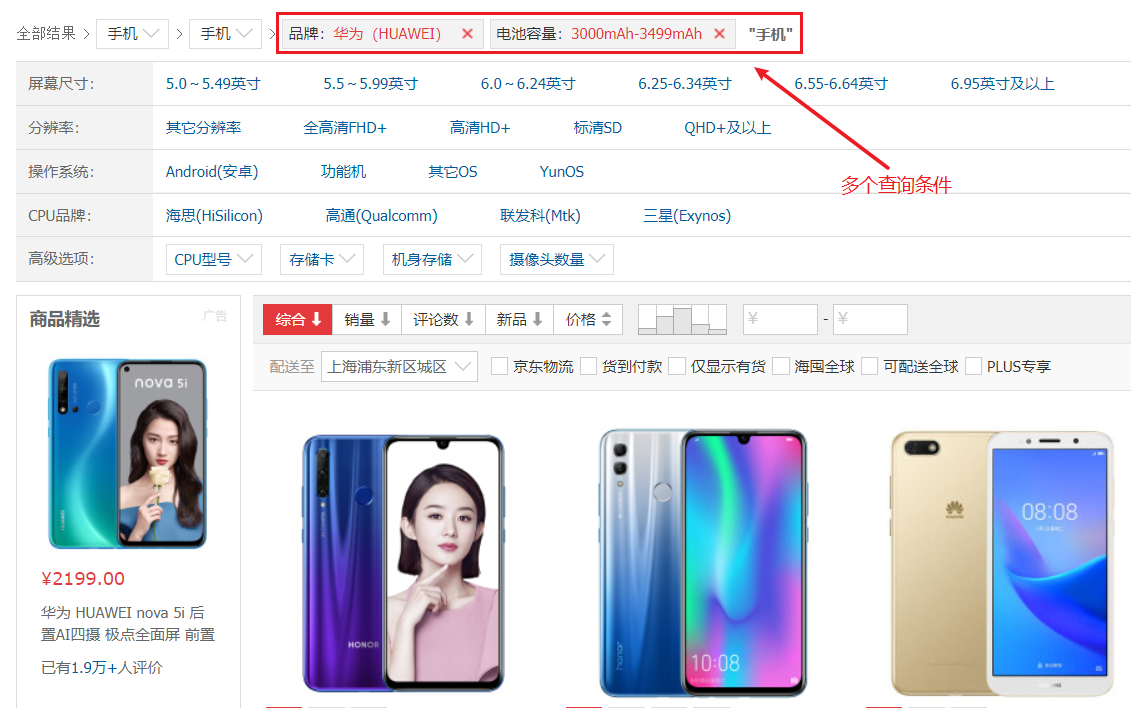 全部结果 > 手机 > 手机 > 品牌：华为（HUAWEI） × 电池容量：3000mAh-3499mAh × "手机"
屏幕尺寸： 5.0～5.49英寸 5.5～5.99英寸 6.0～6.24英寸 6.25-6.34英寸 6.55-6.64英寸 6.95英寸及以上
分辨率： 其它分辨率 全高清FHD+ 高清HD+ 标清SD QHD+及以上
操作系统： Android(安卓) 功能机 其它OS YunOS
多个查询条件
CPU品牌： 海思(HiSilicon) 高通(Qualcomm) 联发科(Mtk) 三星(Exynos)
高级选项： CPU型号 存储卡 机身存储 摄像头数量
商品精选 广告
综合 销量 评论数 新品 价格 ¥ - ¥
配送至 上海浦东新区城区 京东物流 货到付款 仅显示有货 海囤全球 可配送全球 PLUS专享
nova 5i
HUAWEI
¥2199.00
华为 HUAWEI nova 5i 后
置AI四摄 极点全面屏 前置
已有1.9万+人评价
HONOR
honor
10:08
08:08